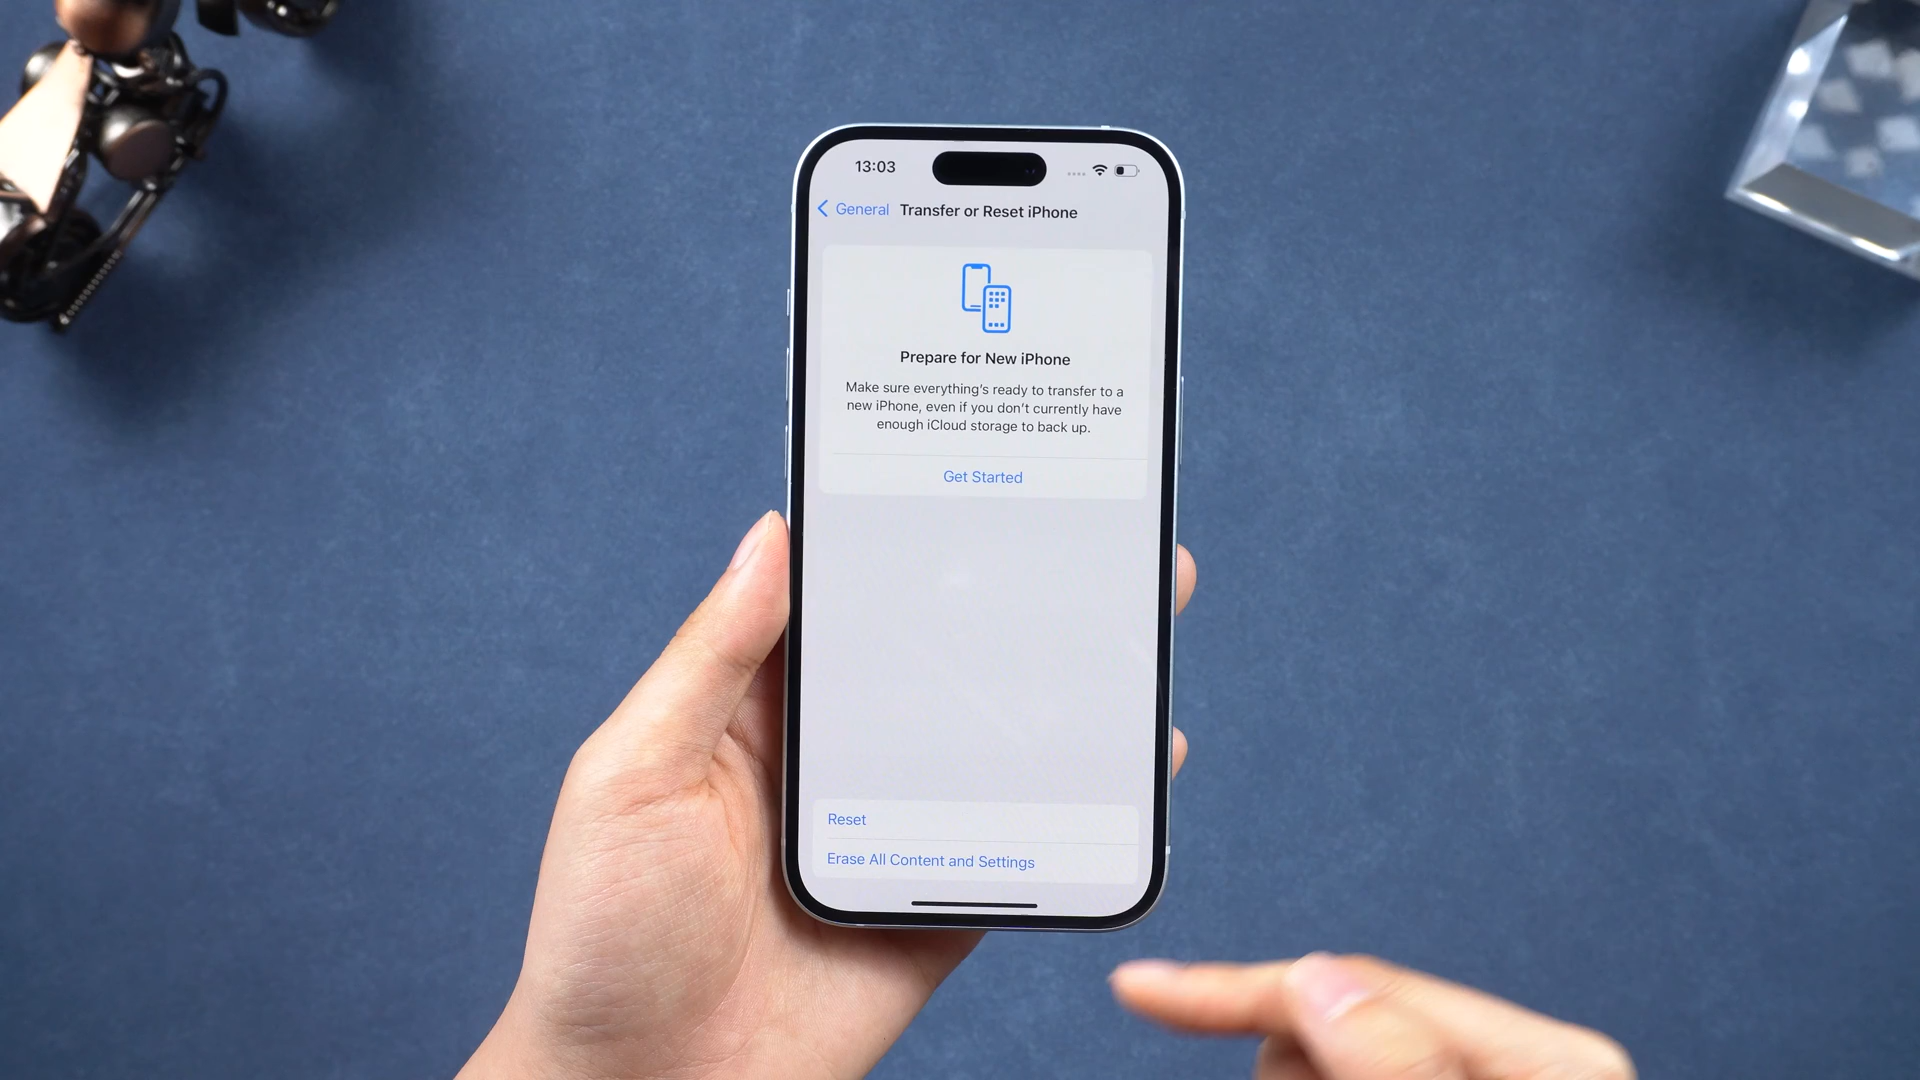 13:03
General Transfer or Reset iPhone
Prepare for New iPhone
Make sure everything's ready to transfer to a
new iPhone, even if you don't currently have
enough iCloud storage to back up.
Get Started
Reset
Erase All Content and Settings